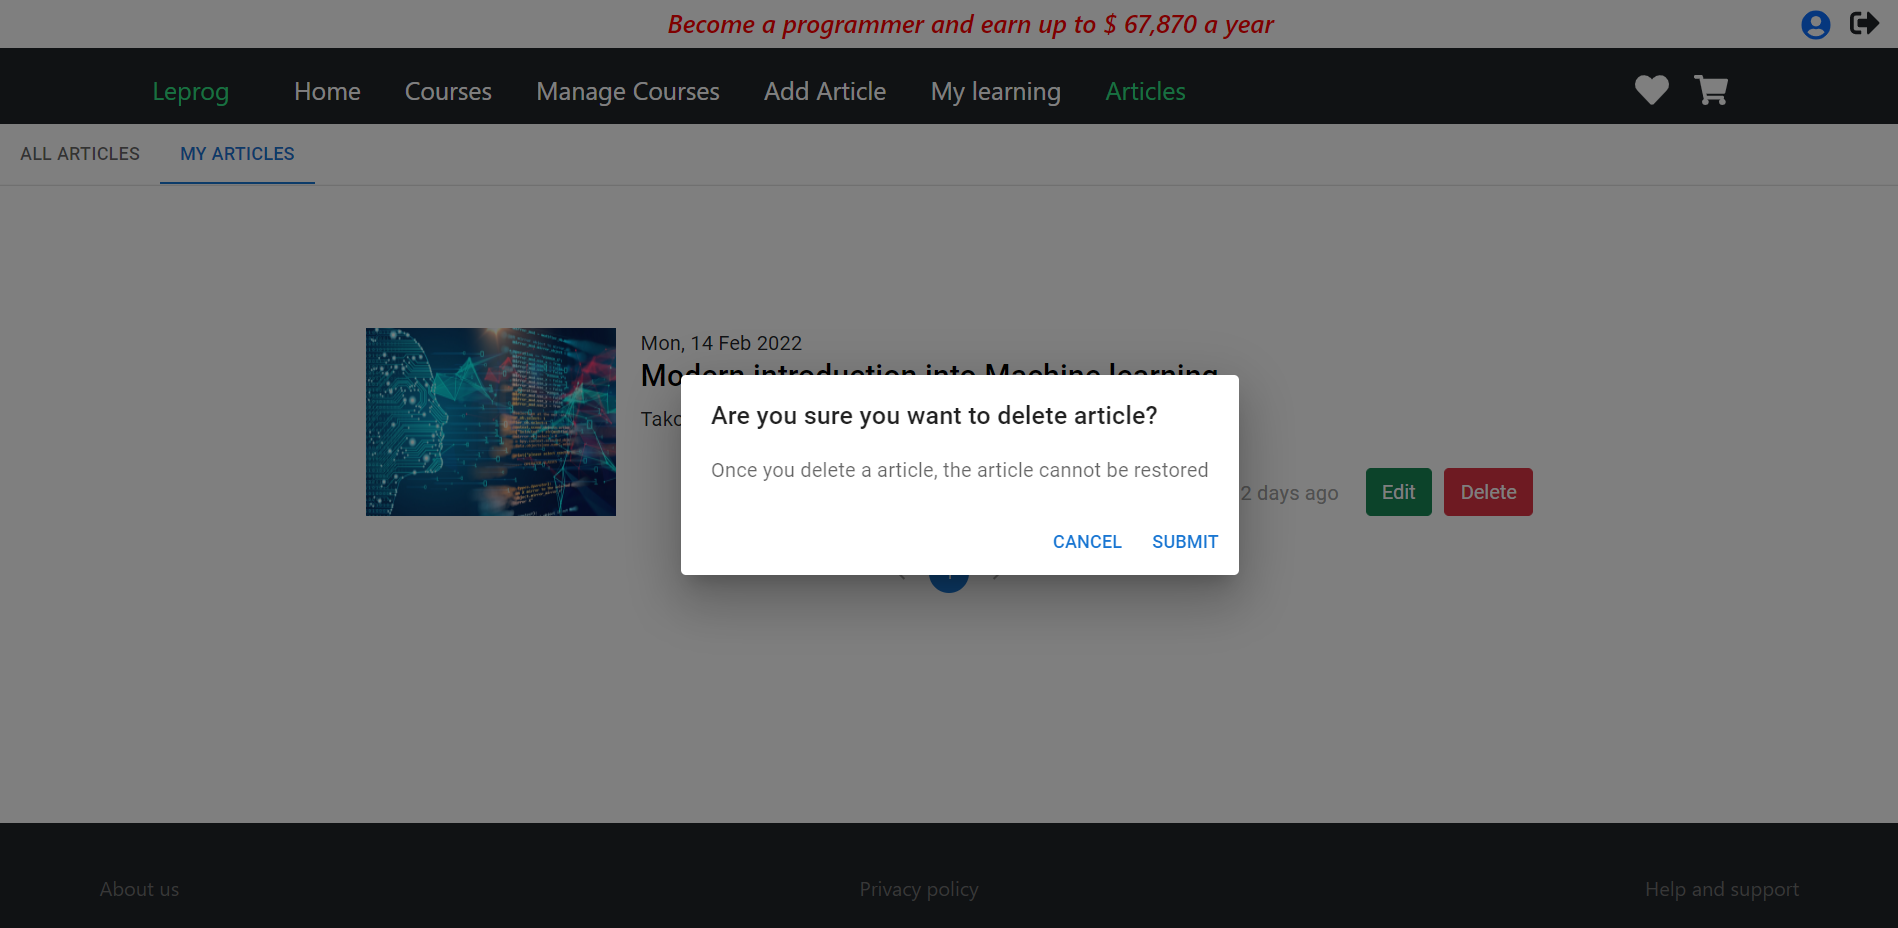 Become a programmer and earn up to $ 67,870 a year
Leprog Home Courses Manage Courses Add Article My learning Articles
ALL ARTICLES MY ARTICLES
Mon, 14 Feb 2022
Modern introduction into Machine learning
Are you sure you want to delete article?
Once you delete a article, the article cannot be restored
2 days ago Edit Delete
CANCEL SUBMIT
About us Privacy policy Help and support